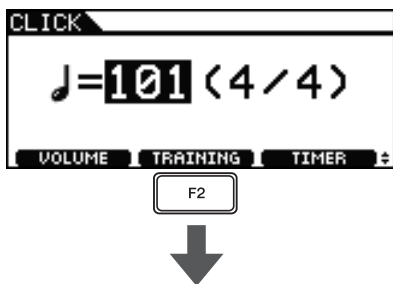 CLICK
♩=101(4/4)
VOLUME TRAINING TIMER
F2